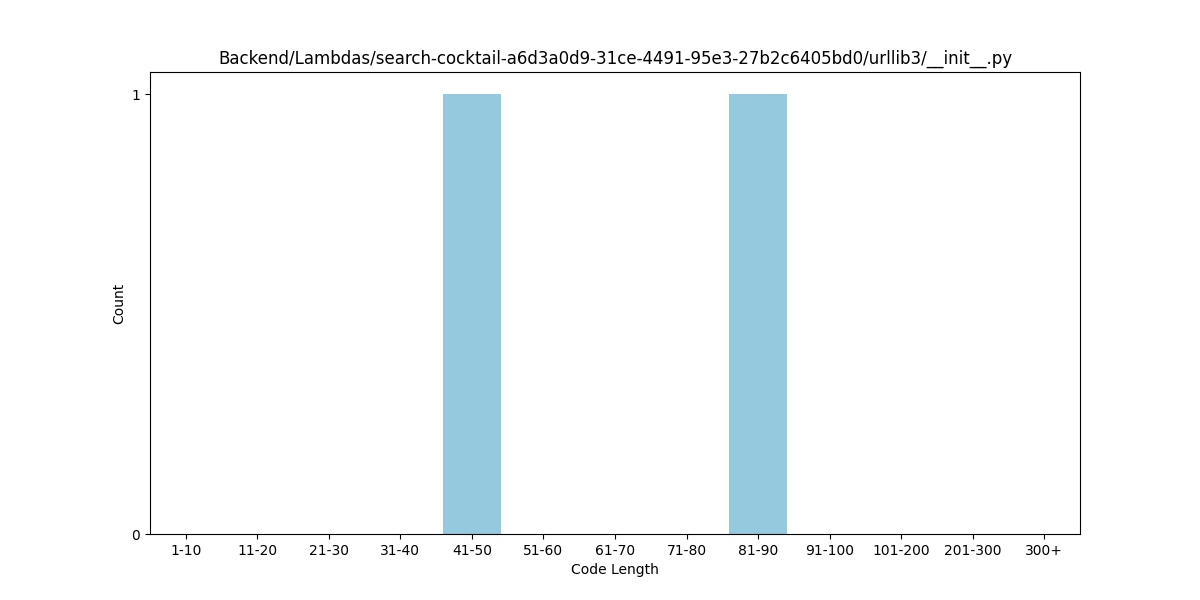 Backend/Lambdas/search-cocktail-a6d3a0d9-31ce-4491-95e3-27b2c6405bd0/urllib3/__init__.py
Count
1
0
1-10 11-20 21-30 31-40 41-50 51-60 61-70 71-80 81-90 91-100 101-200 201-300 300+
Code Length